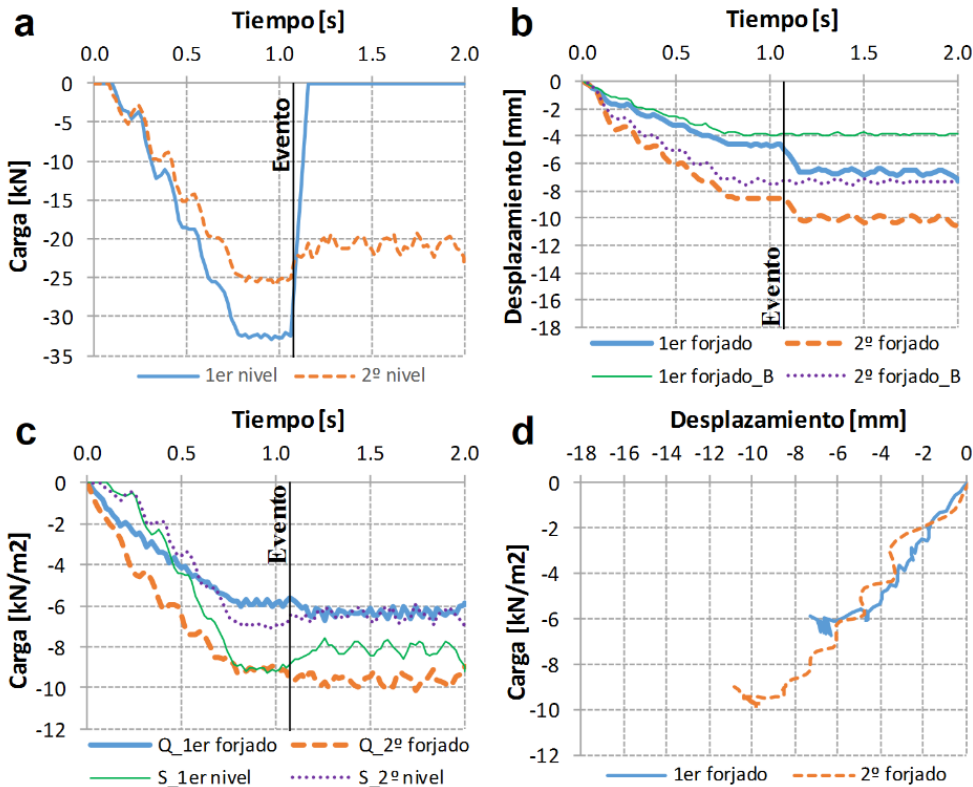 a
Tiempo [s]
0.0 0.5 1.0 1.5 2.0
0
-5
-10
-15
-20
-25
-30
-35
Carga [kN]
Evento
1er nivel 2º nivel
b
Tiempo [s]
0.0 0.5 1.0 1.5 2.0
0
-2
-4
-6
-8
-10
-12
-14
-16
-18
Desplazamiento [mm]
Evento
1er forjado 2º forjado
1er forjado_B 2º forjado_B
c
Tiempo [s]
0.0 0.5 1.0 1.5 2.0
0
-2
-4
-6
-8
-10
-12
Carga [kN/m2]
Evento
Q_1er forjado Q_2º forjado
S_1er nivel S_2º nivel
d
Desplazamiento [mm]
-18 -16 -14 -12 -10 -8 -6 -4 -2 0
0
-2
-4
-6
-8
-10
-12
Carga [kN/m2]
1er forjado 2º forjado